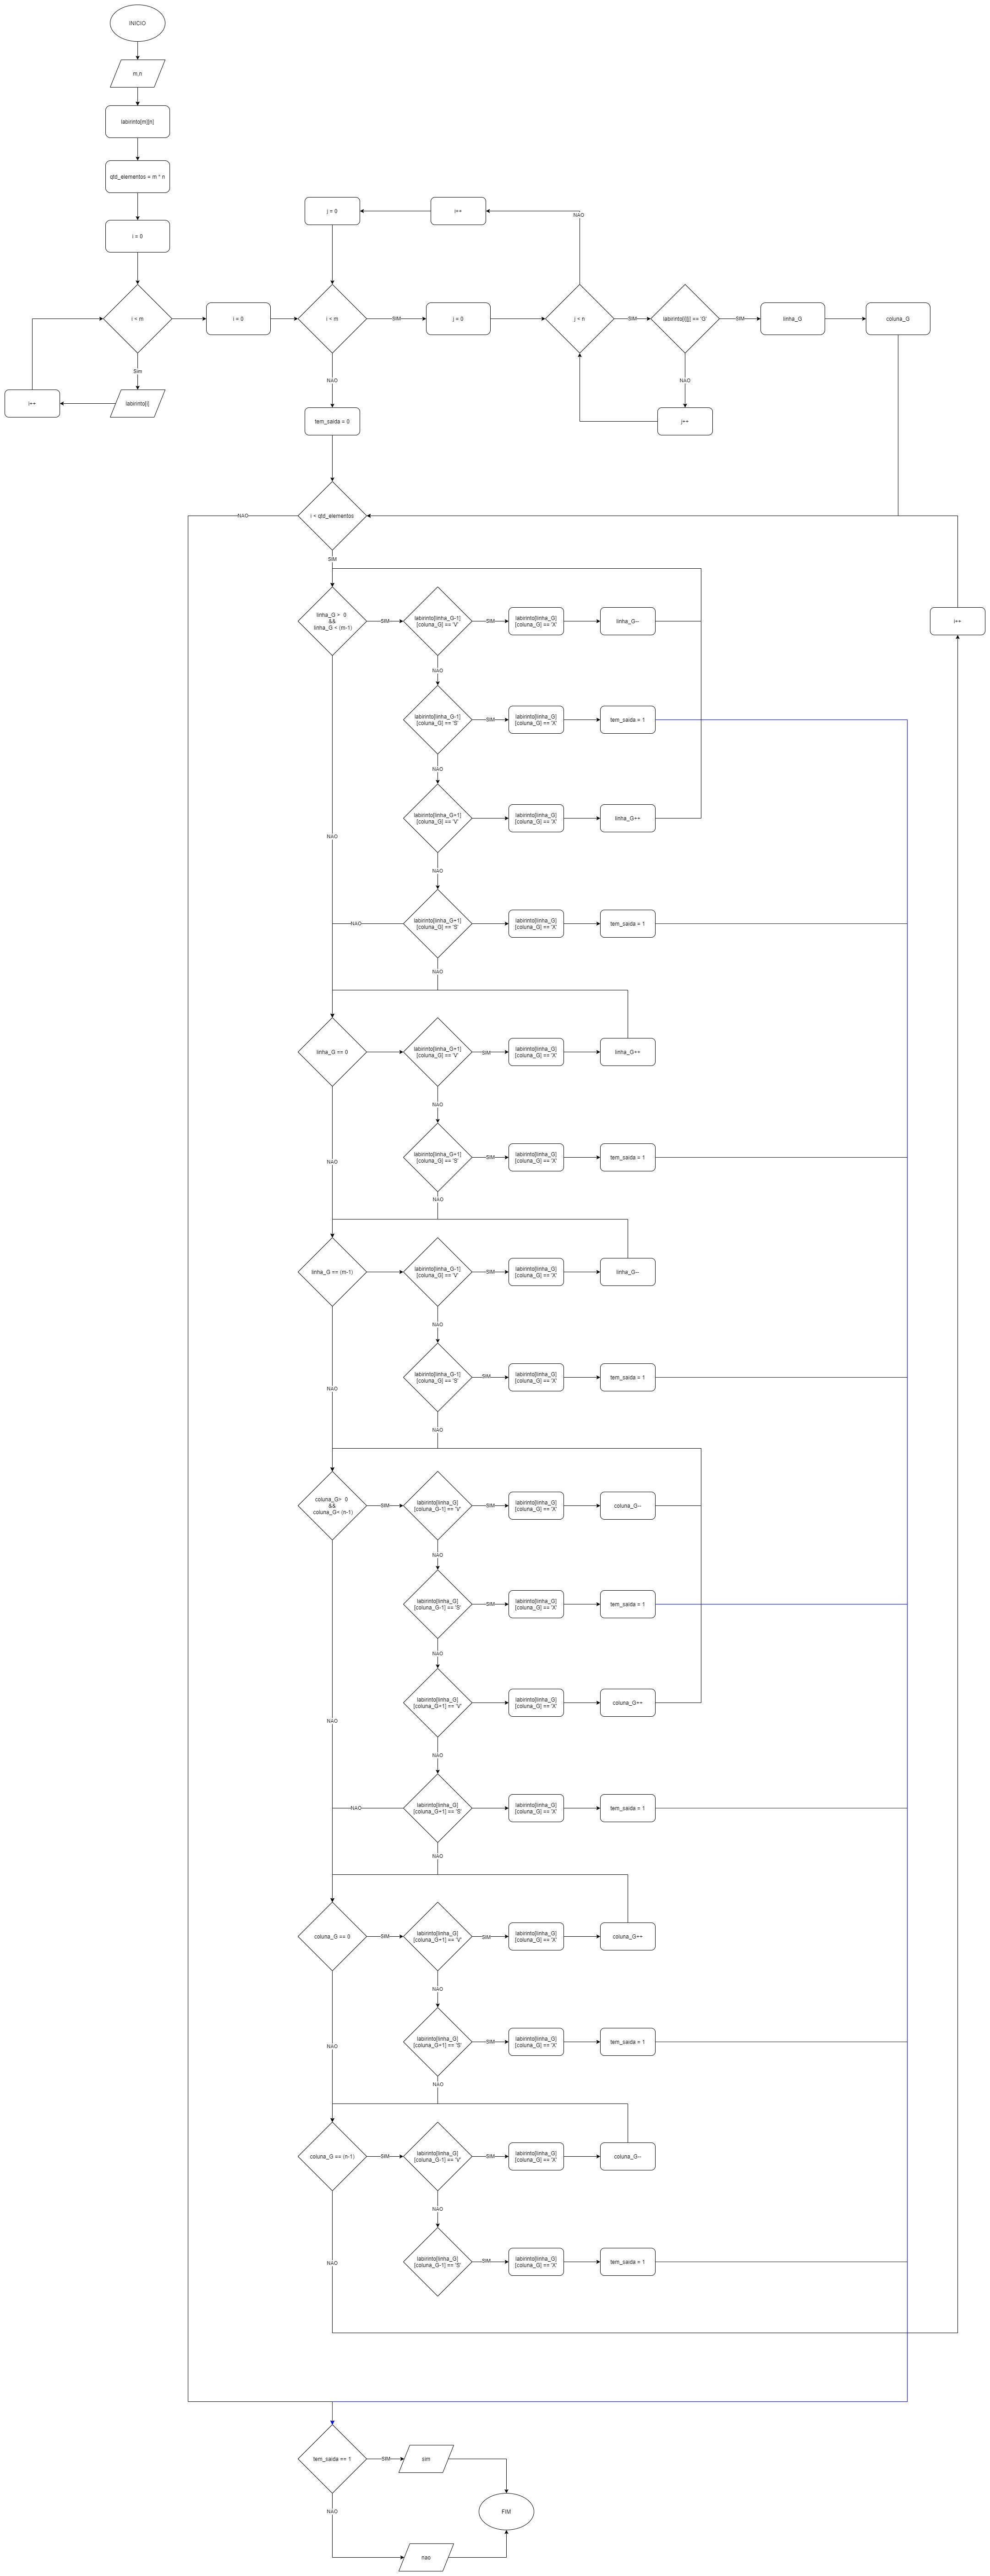 INICIO
m.n
labirinto[m][n]
qtd_elementos = m * n
i = 0
j = 0
i++
NAO
i < m
i = 0
i < m
SIM
j = 0
j < n
SIM
labirinto[i][j] == 'G'
SIM
linha_G
coluna_G
Sim
NAO
NAO
i++
labirinto[i]
tem_saida = 0
j++
NAO
i < qtd_elementos
SIM
linha_G > 0
&&
linha_G < (m-1)
SIM
labirinto[linha_G-1]
[coluna_G] == 'V'
SIM
labirinto[linha_G]
[coluna_G] == 'X'
linha_G--
i++
NAO
labirinto[linha_G-1]
[coluna_G] == 'S'
SIM
labirinto[linha_G]
[coluna_G] == 'X'
tem_saida = 1
NAO
labirinto[linha_G+1]
[coluna_G] == 'V'
labirinto[linha_G]
[coluna_G] == 'X'
linha_G++
NAO
NAO
NAO
labirinto[linha_G+1]
[coluna_G] == 'S'
labirinto[linha_G]
[coluna_G] == 'X'
tem_saida = 1
NAO
linha_G == 0
labirinto[linha_G+1]
[coluna_G] == 'V'
SIM
labirinto[linha_G]
[coluna_G] == 'X'
linha_G++
NAO
labirinto[linha_G+1]
[coluna_G] == 'S'
SIM
labirinto[linha_G]
[coluna_G] == 'X'
tem_saida = 1
NAO
NAO
linha_G == (m-1)
labirinto[linha_G-1]
[coluna_G] == 'V'
SIM
labirinto[linha_G]
[coluna_G] == 'X'
linha_G--
NAO
labirinto[linha_G-1]
[coluna_G] == 'S'
SIM
labirinto[linha_G]
[coluna_G] == 'X'
tem_saida = 1
NAO
NAO
coluna_G> 0
&&
coluna_G= (n-1)
SIM
labirinto[linha_G]
[coluna_G-1] == 'V'
SIM
labirinto[linha_G]
[coluna_G] == 'X'
coluna_G--
NAO
labirinto[linha_G]
[coluna_G-1] == 'S'
SIM
labirinto[linha_G]
[coluna_G] == 'X'
tem_saida = 1
NAO
labirinto[linha_G]
[coluna_G+1] == 'V'
labirinto[linha_G]
[coluna_G] == 'X'
coluna_G++
NAO
NAO
NAO
labirinto[linha_G]
[coluna_G+1] == 'S'
labirinto[linha_G]
[coluna_G] == 'X'
tem_saida = 1
NAO
coluna_G == 0
SIM
labirinto[linha_G]
[coluna_G+1] == 'V'
SIM
labirinto[linha_G]
[coluna_G] == 'X'
coluna_G++
NAO
NAO
labirinto[linha_G]
[coluna_G+1] == 'S'
SIM
labirinto[linha_G]
[coluna_G] == 'X'
tem_saida = 1
NAO
coluna_G == (n-1)
SIM
labirinto[linha_G]
[coluna_G-1] == 'V'
SIM
labirinto[linha_G]
[coluna_G] == 'X'
coluna_G--
NAO
NAO
labirinto[linha_G]
[coluna_G-1] == 'S'
SIM
labirinto[linha_G]
[coluna_G] == 'X'
tem_saida = 1
tem_saida == 1
SIM
sim
NAO
FIM
nao